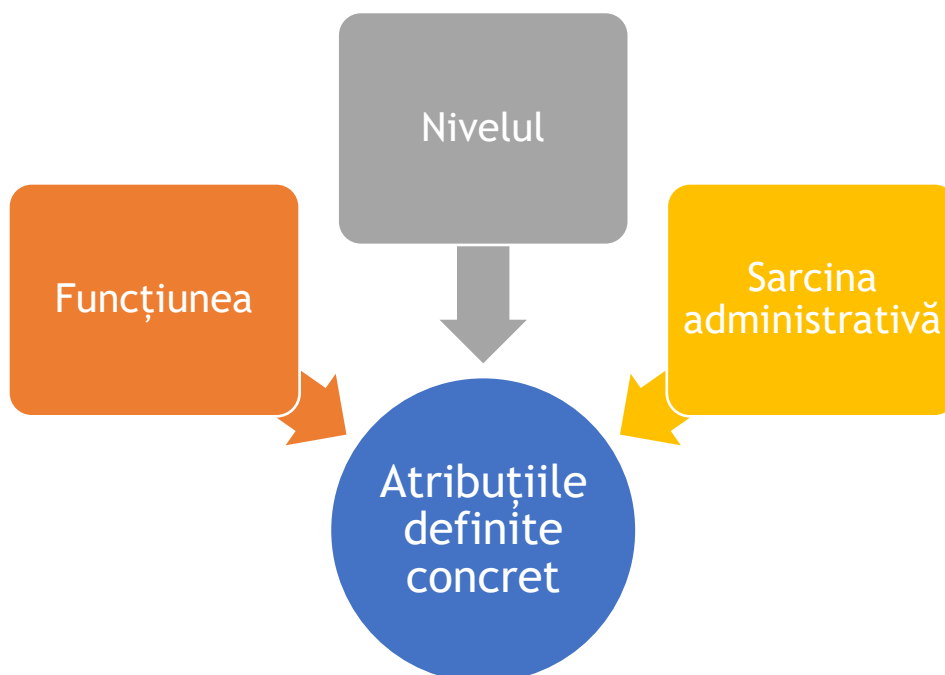 Nivelul
Funcțiunea
Sarcina
administrativă
Atribuțiile
definite
concret